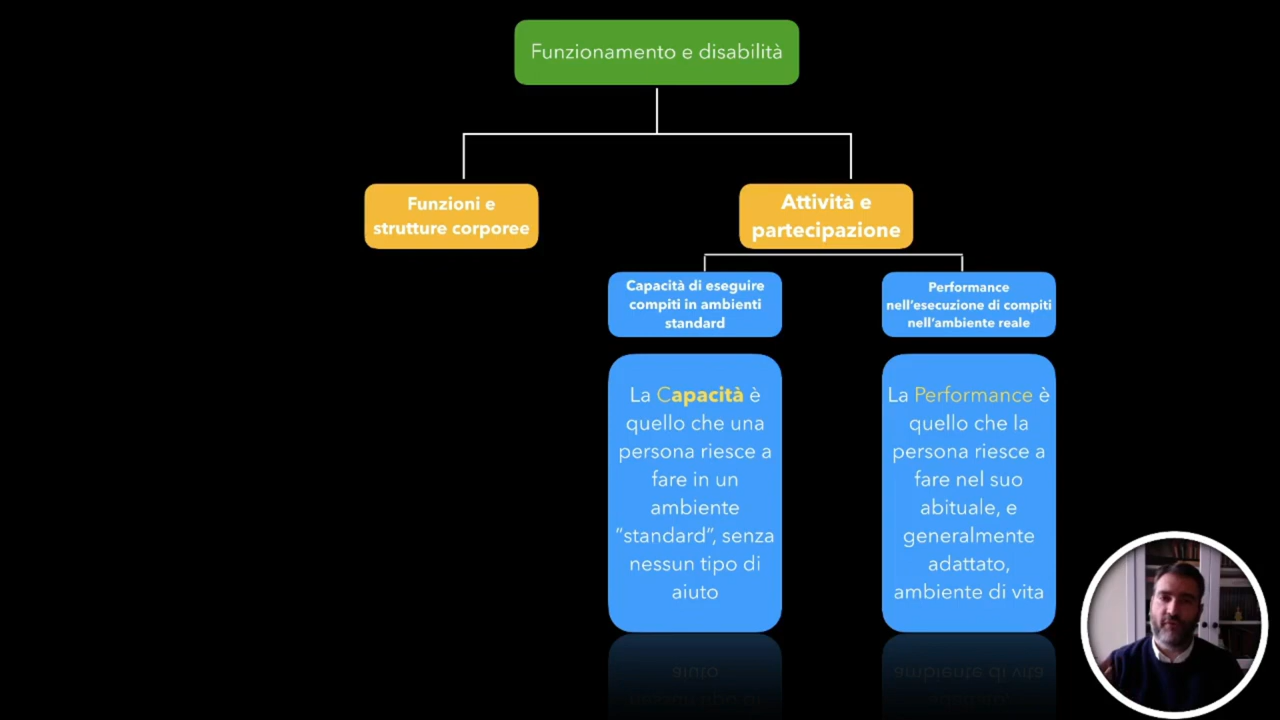 Funzionamento e disabilità
Funzioni e
strutture corporee
Attività e
partecipazione
Capacità di eseguire
compiti in ambienti
standard
Performance
nell'esecuzione di compiti
nell'ambiente reale
La Capacità è
quello che una
persona riesce a
fare in un
ambiente
"standard", senza
nessun tipo di
aiuto
La Performance è
quello che la
persona riesce a
fare nel suo
abituale, e
generalmente
adattato,
ambiente di vita